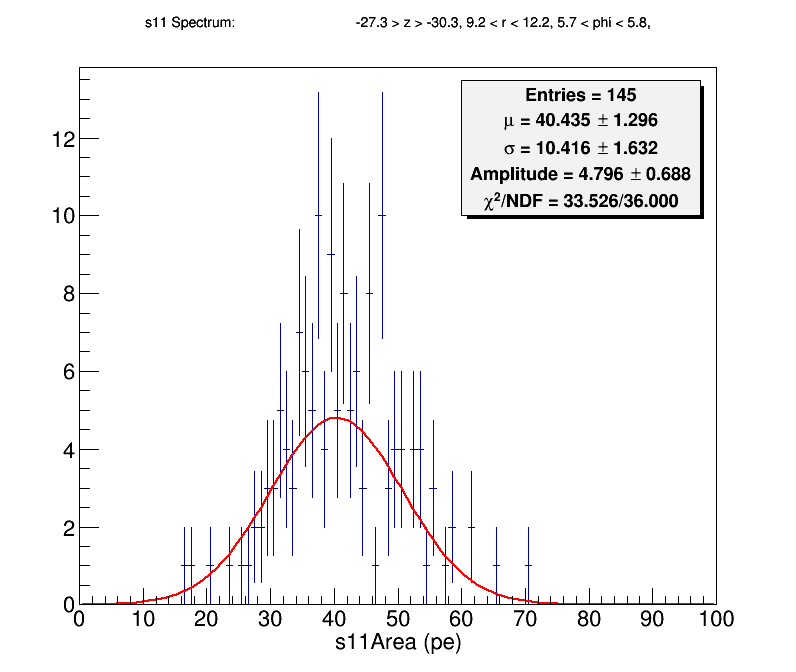 s11 Spectrum: -27.3 > z > -30.3, 9.2 < r < 12.2, 5.7 < phi < 5.8,
Entries = 145
μ = 40.435 ± 1.296
σ = 10.416 ± 1.632
Amplitude = 4.796 ± 0.688
χ²/NDF = 33.526/36.000
12
10
8
6
4
2
0
0 10 20 30 40 50 60 70 80 90 100
s11Area (pe)